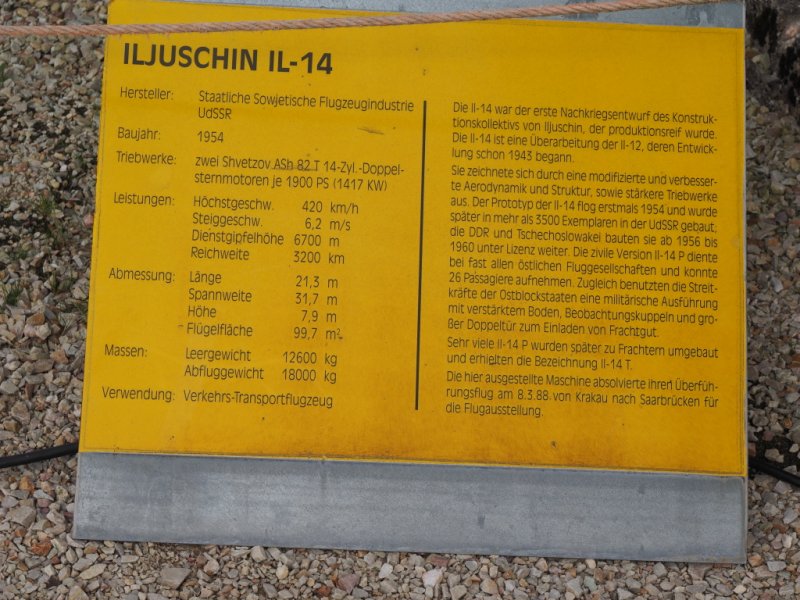 ILJUSCHIN IL-14
Hersteller: Staatliche Sowjetische Flugzeugindustrie
UdSSR
Baujahr: 1954
Triebwerke: zwei Shvetzov ASh 82 T 14-Zyl.-Doppel-
sternmotoren je 1900 PS (1417 KW)
Leistungen: Höchstgeschw. 420 km/h
Steiggeschw. 6,2 m/s
Dienstgipfelhöhe 6700 m
Reichweite 3200 km
Abmessung: Länge 21,3 m
Spannweite 31,7 m
Höhe 7,9 m
Flügelfläche 99,7 m²
Massen: Leergewicht 12600 kg
Abfluggewicht 18000 kg
Verwendung: Verkehrs-Transportflugzeug
Die Il-14 war der erste Nachkriegsentwurf des Konstruk-
tionskollektivs von Iljuschin, der produktionsreif wurde.
Die Il-14 ist eine Überarbeitung der Il-12, deren Entwick-
lung schon 1943 begann.
Sie zeichnete sich durch eine modifizierte und verbesser-
te Aerodynamik und Struktur, sowie stärkere Triebwerke
aus. Der Prototyp der Il-14 flog erstmals 1954 und wurde
später in mehr als 3500 Exemplaren in der UdSSR gebaut;
die DDR und Tschechoslowakei bauten sie ab 1956 bis
1960 unter Lizenz weiter. Die zivile Version Il-14 P diente
bei fast allen östlichen Fluggesellschaften und konnte
26 Passagiere aufnehmen. Zugleich benutzten die Streit-
kräfte der Ostblockstaaten eine militärische Ausführung
mit verstärktem Boden, Beobachtungskuppeln und gro-
ßer Doppeltür zum Einladen von Frachtgut.
Sehr viele Il-14 P wurden später zu Frachtern umgebaut
und erhielten die Bezeichnung Il-14 T.
Die hier ausgestellte Maschine absolvierte ihren Überfüh-
rungsflug am 8.3.88 von Krakau nach Saarbrücken für
die Flugausstellung.